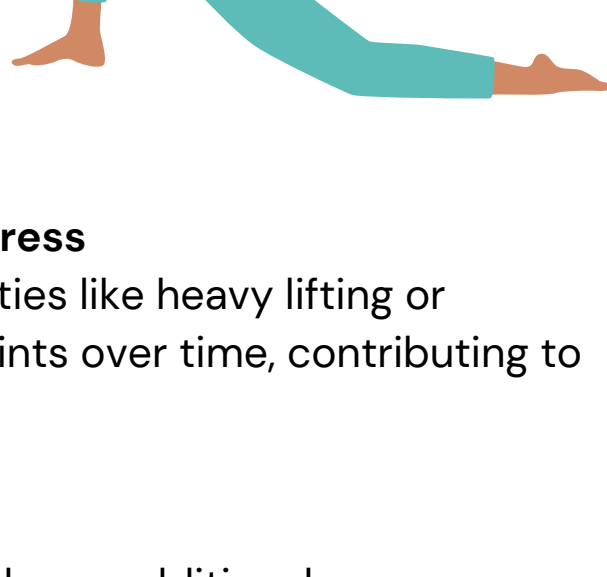 ress
ties like heavy lifting or
ints over time, contributing to